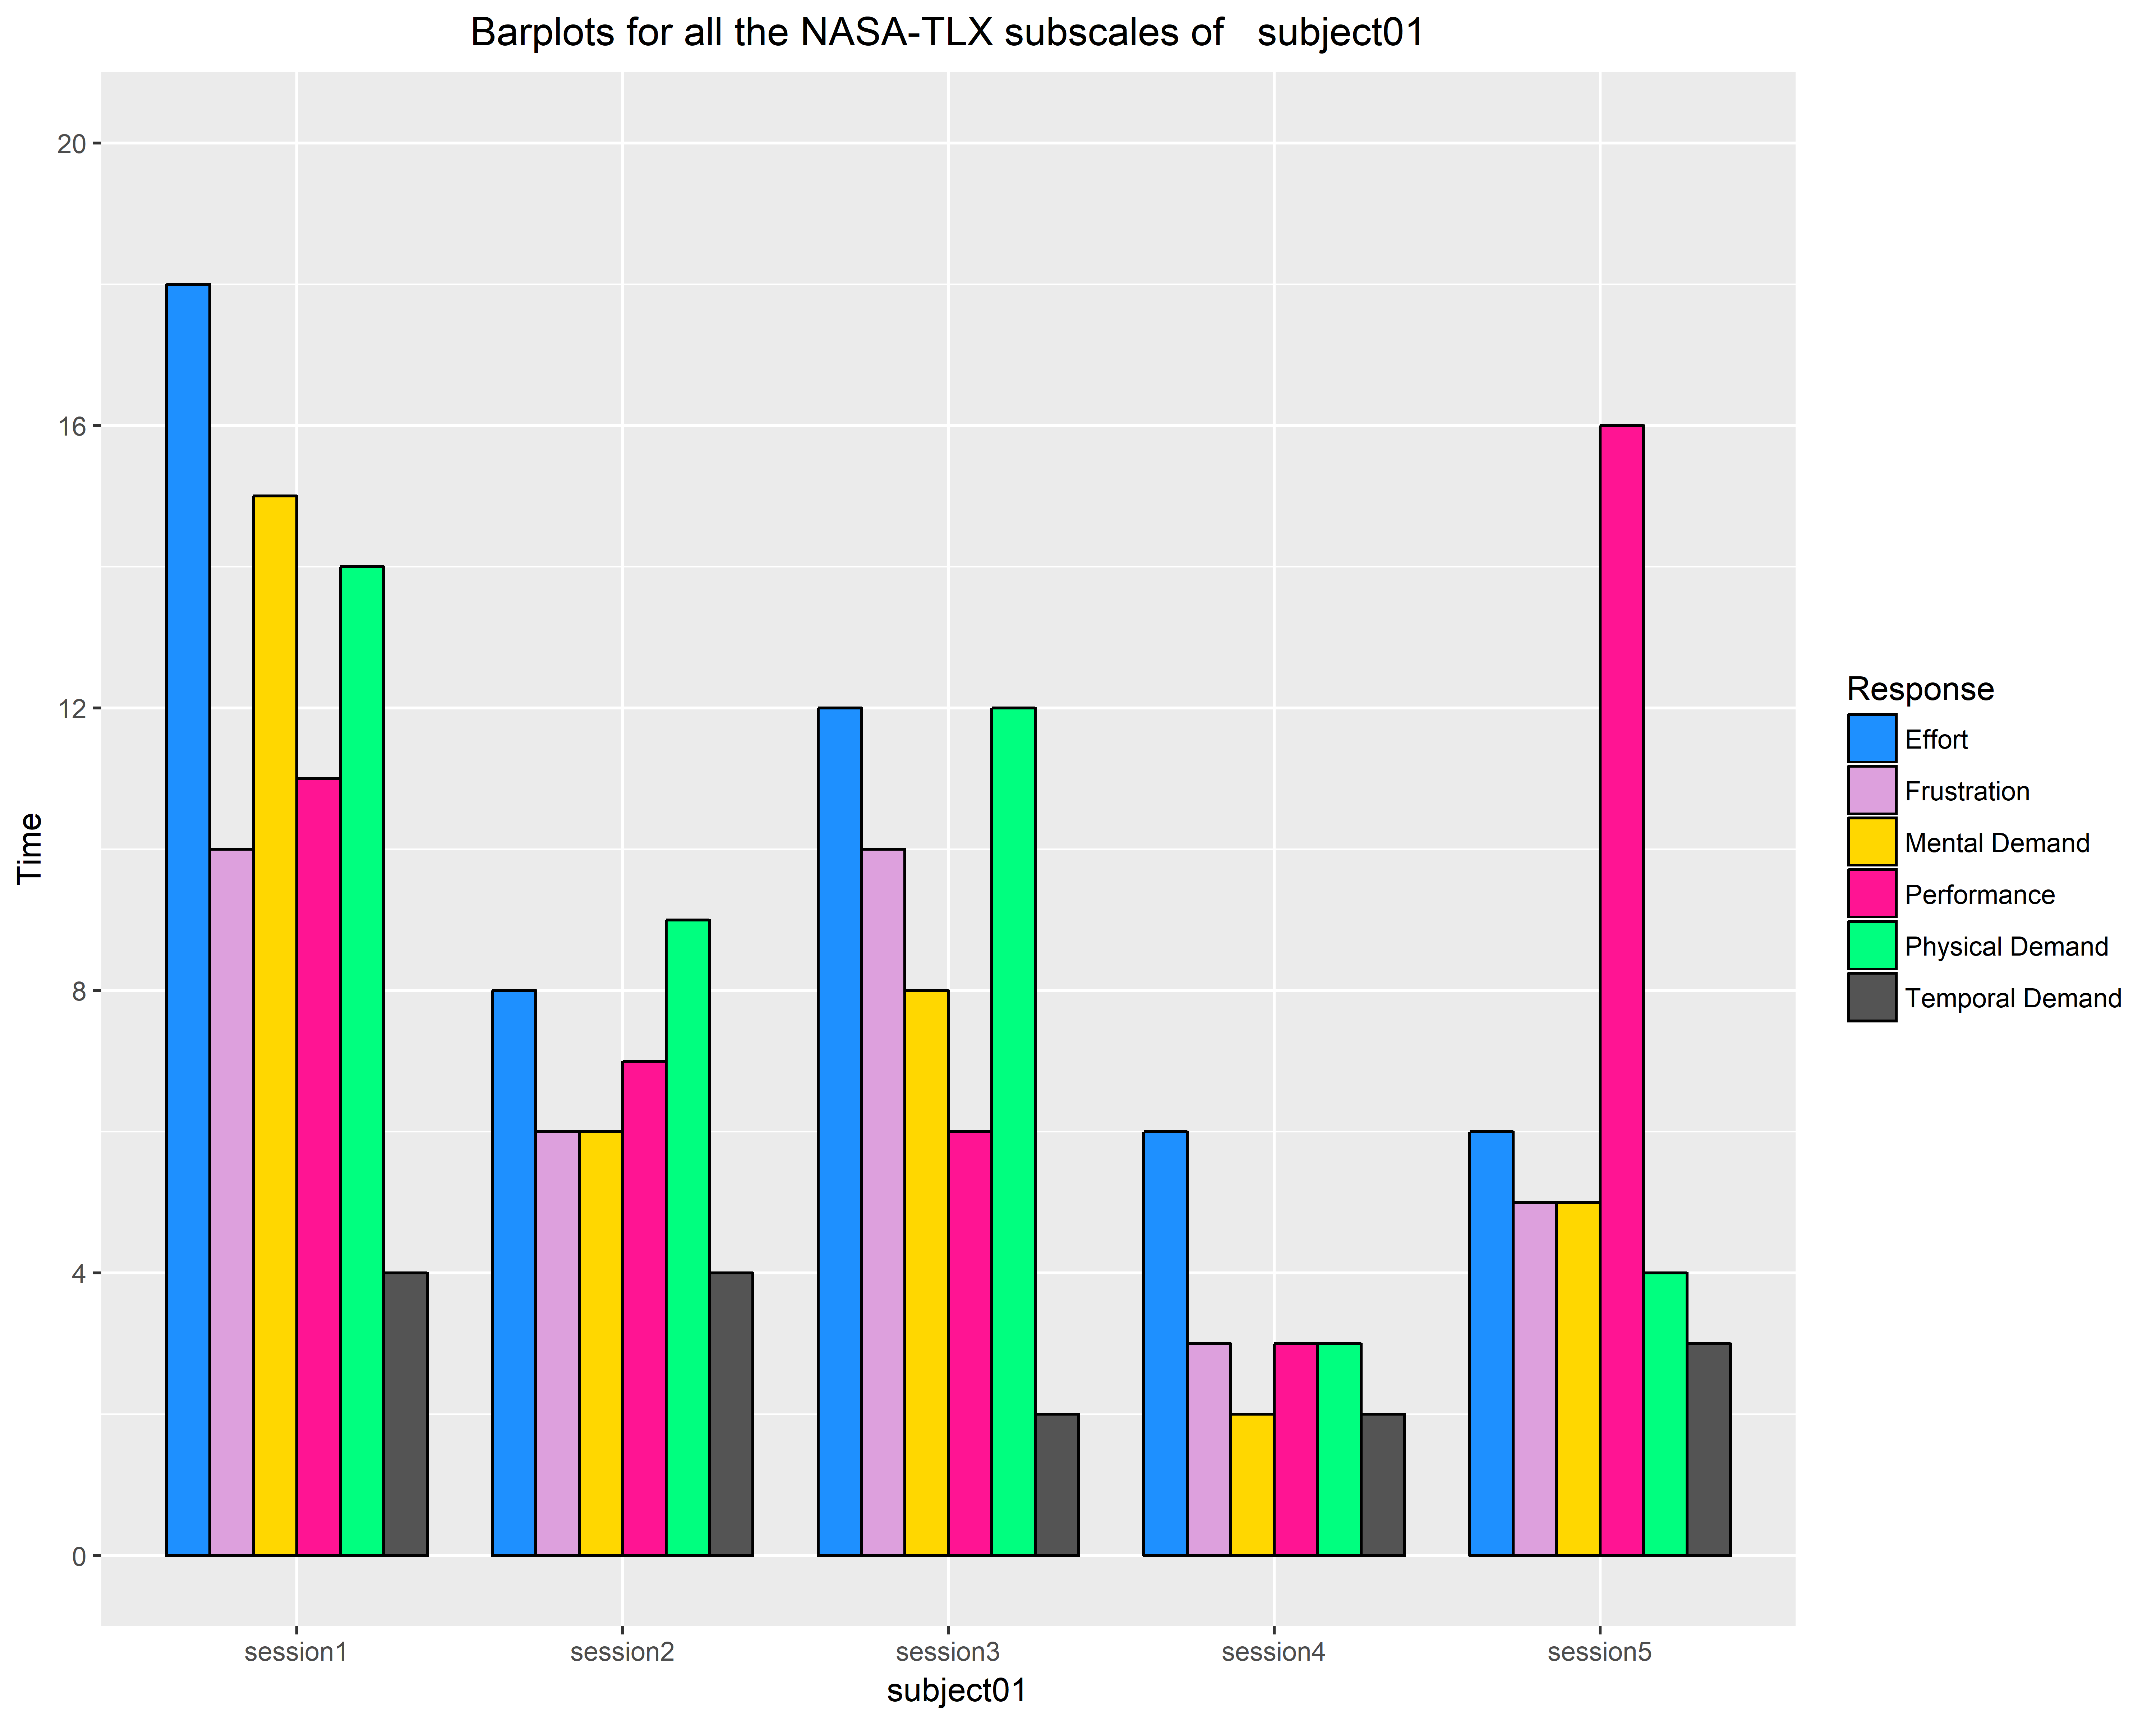 Barplots for all the NASA-TLX subscales of   subject01
20
16
12
8
4
0
Time
session1
session2
session3
session4
session5
subject01
Response
Effort
Frustration
Mental Demand
Performance
Physical Demand
Temporal Demand